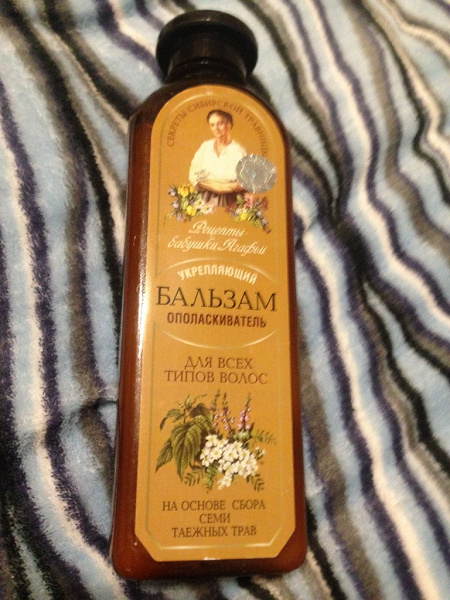 СЕКРЕТЫ СИБИРСКОЙ ТРАВНИЦЫ
Рецепты
бабушки Агафьи
УКРЕПЛЯЮЩИЙ
БАЛЬЗАМ
ОПОЛАСКИВАТЕЛЬ
ДЛЯ ВСЕХ
ТИПОВ ВОЛОС
НА ОСНОВЕ СБОРА
СЕМИ
ТАЕЖНЫХ ТРАВ